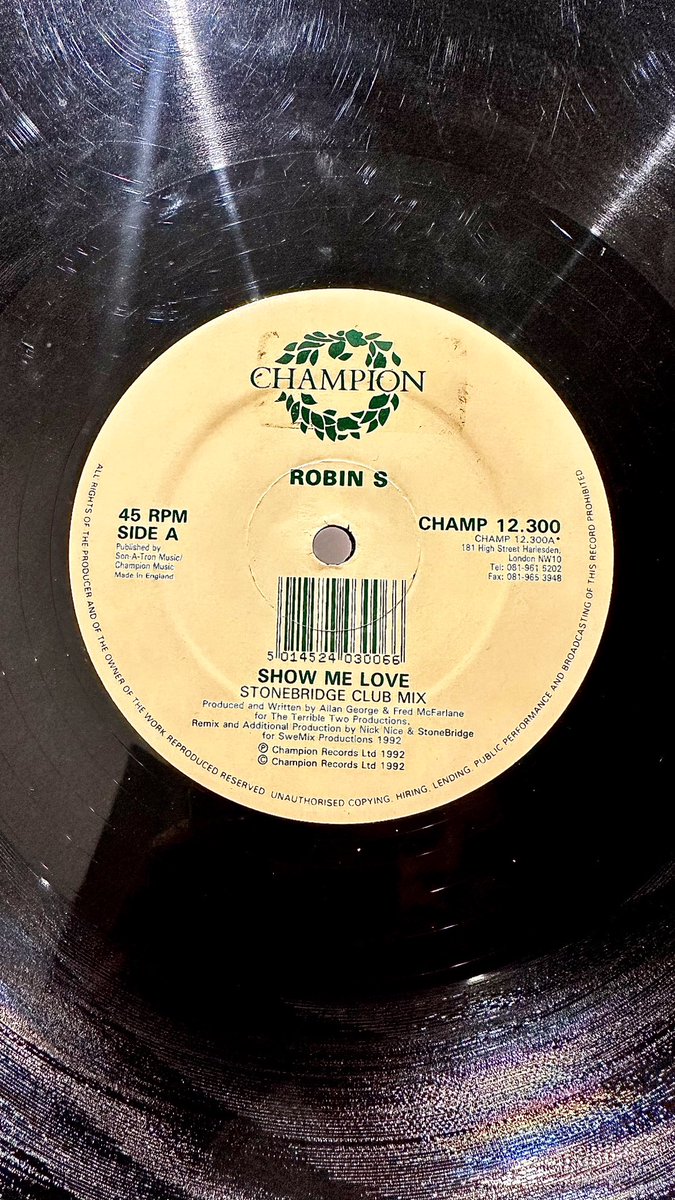 CHAMPION
ROBIN S
45 RPM
SIDE A
Published by
Son-A-Tron Music/
Champion Music
Made in England
CHAMP 12.300
CHAMP 12.300A*
181 High Street Harlesden,
London NW10
Tel: 081-961 5202
Fax: 081-965 3948
5 014524 030066
SHOW ME LOVE
STONEBRIDGE CLUB MIX
Produced and Written by Allan George & Fred McFarlane
for The Terrible Two Productions.
Remix and Additional Production by Nick Nice & StoneBridge
for SweMix Productions 1992
℗ Champion Records Ltd 1992
© Champion Records Ltd 1992
ALL RIGHTS OF THE PRODUCER AND OF THE OWNER OF THE WORK REPRODUCED RESERVED. UNAUTHORISED COPYING, HIRING, LENDING, PUBLIC PERFORMANCE AND BROADCASTING OF THIS RECORD PROHIBITED